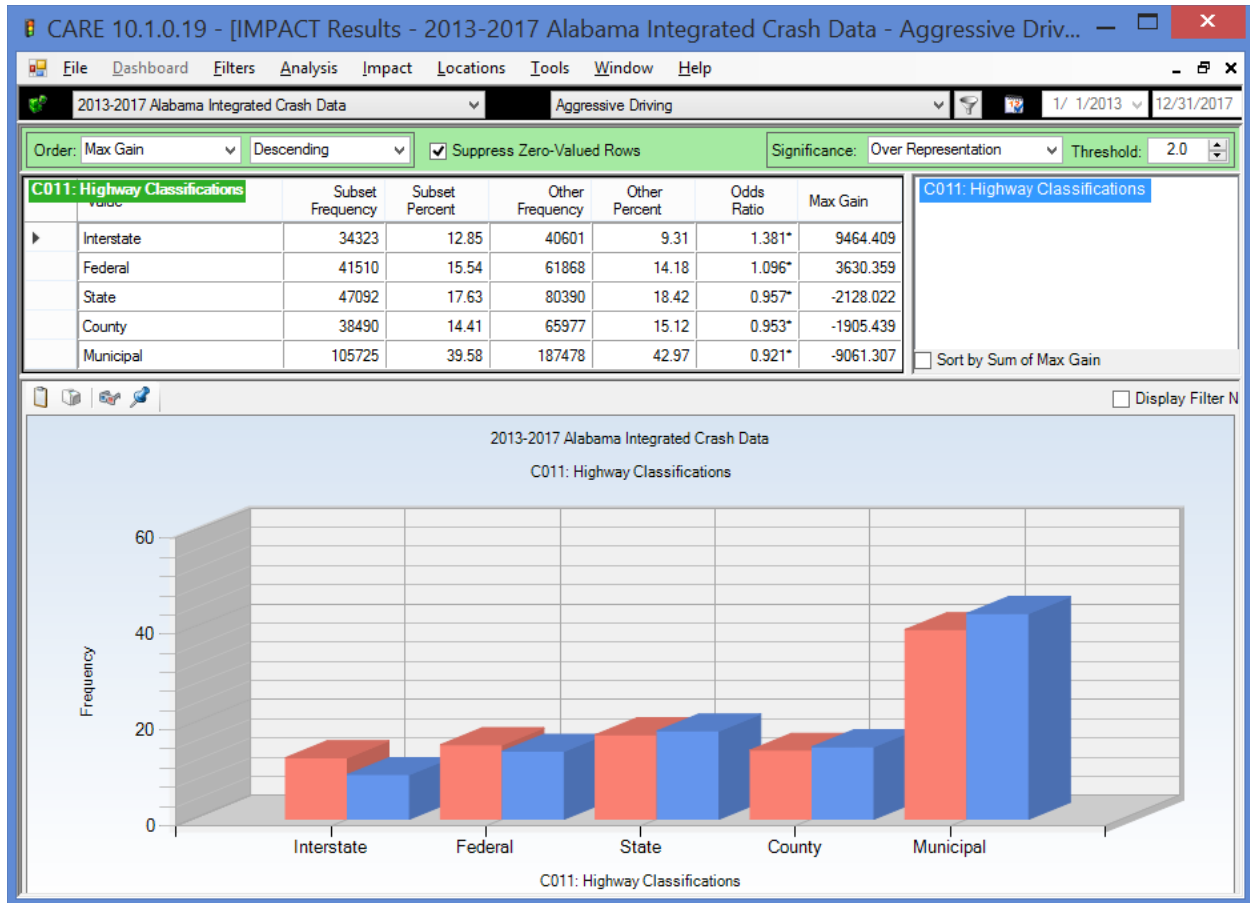 CARE 10.1.0.19 - [IMPACT Results - 2013-2017 Alabama Integrated Crash Data - Aggressive Driv...
File Dashboard Filters Analysis Impact Locations Tools Window Help
2013-2017 Alabama Integrated Crash Data Aggressive Driving 1/ 1/2013 12/31/2017
Order: Max Gain Descending Suppress Zero-Valued Rows Significance: Over Representation Threshold: 2.0
C011: Highway Classifications Subset Frequency Subset Percent Other Frequency Other Percent Odds Ratio Max Gain C011: Highway Classifications
Interstate 34323 12.85 40601 9.31 1.381* 9464.409
Federal 41510 15.54 61868 14.18 1.096* 3630.359
State 47092 17.63 80390 18.42 0.957* -2128.022
County 38490 14.41 65977 15.12 0.953* -1905.439
Municipal 105725 39.58 187478 42.97 0.921* -9061.307
Sort by Sum of Max Gain
Display Filter N
2013-2017 Alabama Integrated Crash Data
C011: Highway Classifications
60
40
20
0
Frequency
Interstate Federal State County Municipal
C011: Highway Classifications